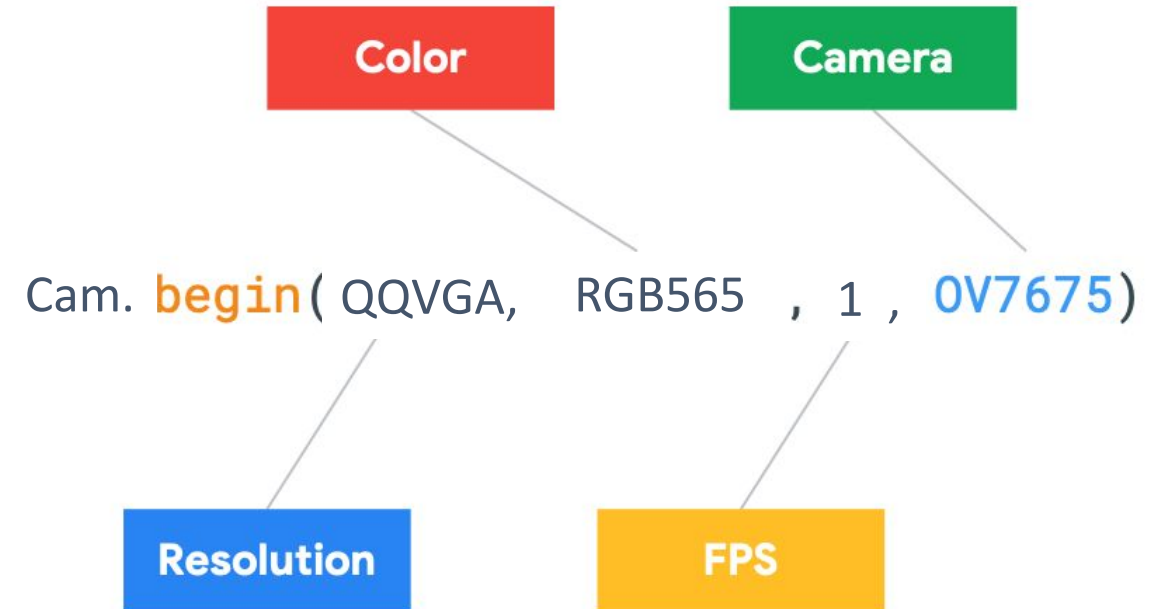 Color
Camera
Cam. begin( QQVGA, RGB565 , 1 , OV7675)
Resolution
FPS